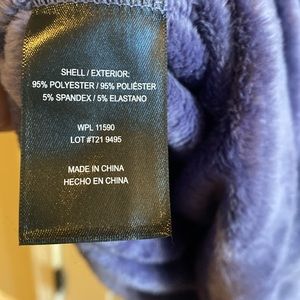 SHELL / EXTERIOR:
95% POLYESTER / 95% POLIÉSTER
5% SPANDEX / 5% ELASTANO
WPL 11590
LOT #T21 9495
MADE IN CHINA
HECHO EN CHINA